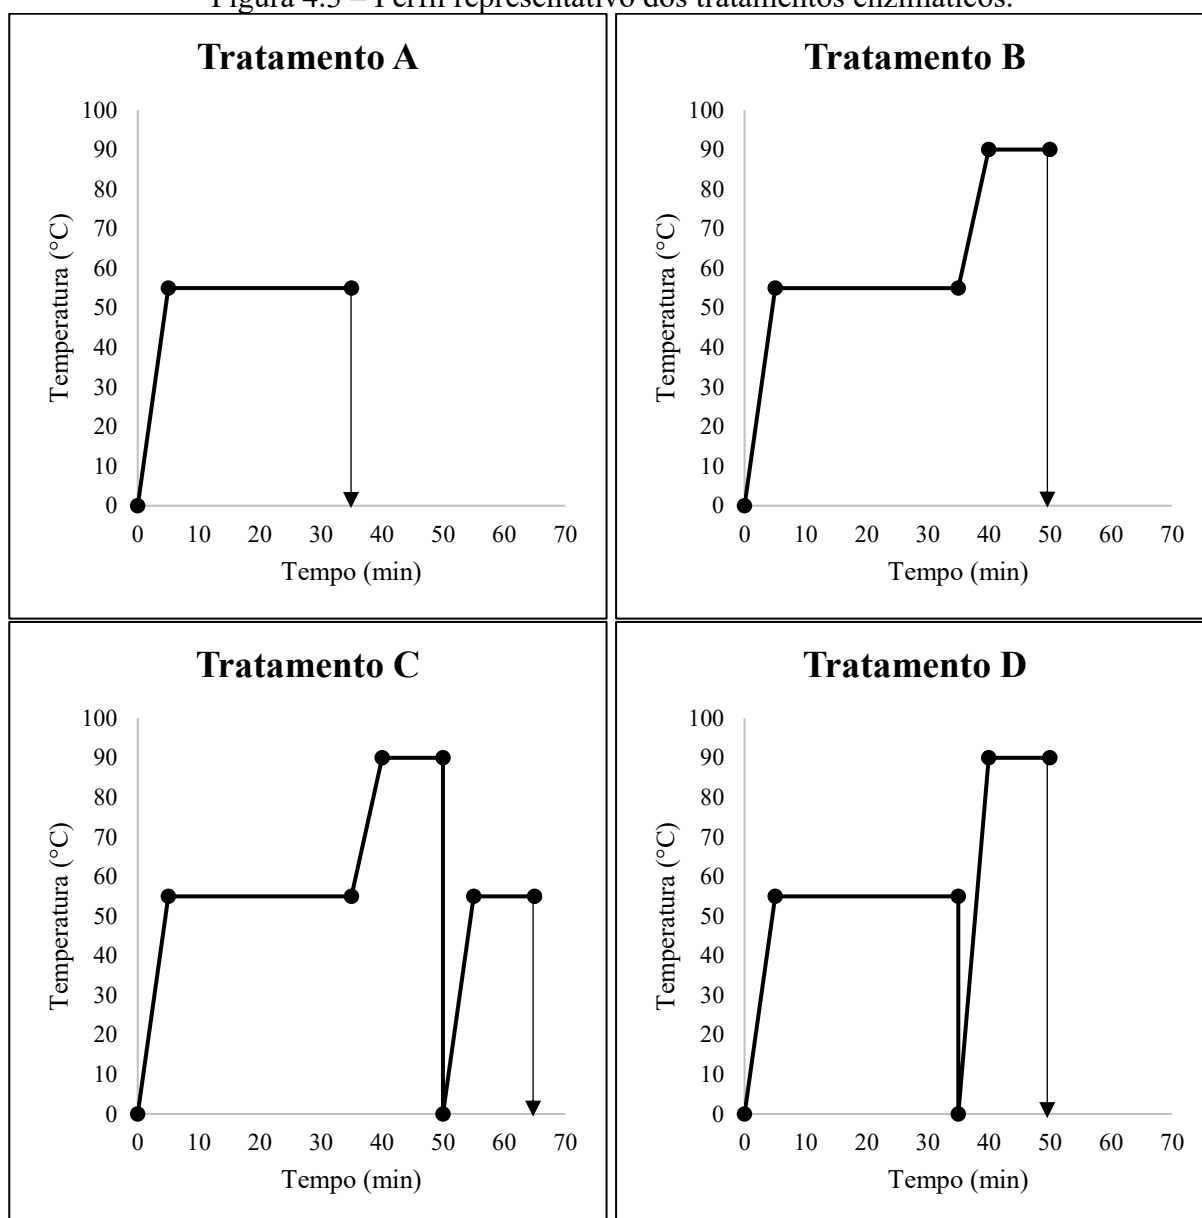 Figura 4.3 – Perfil representativo dos tratamentos enzimáticos.
Tratamento A
100
90
80
70
60
50
40
30
20
10
0
Temperatura (°C)
0 10 20 30 40 50 60 70
Tempo (min)
Tratamento B
100
90
80
70
60
50
40
30
20
10
0
Temperatura (°C)
0 10 20 30 40 50 60 70
Tempo (min)
Tratamento C
100
90
80
70
60
50
40
30
20
10
0
Temperatura (°C)
0 10 20 30 40 50 60 70
Tempo (min)
Tratamento D
100
90
80
70
60
50
40
30
20
10
0
Temperatura (°C)
0 10 20 30 40 50 60 70
Tempo (min)